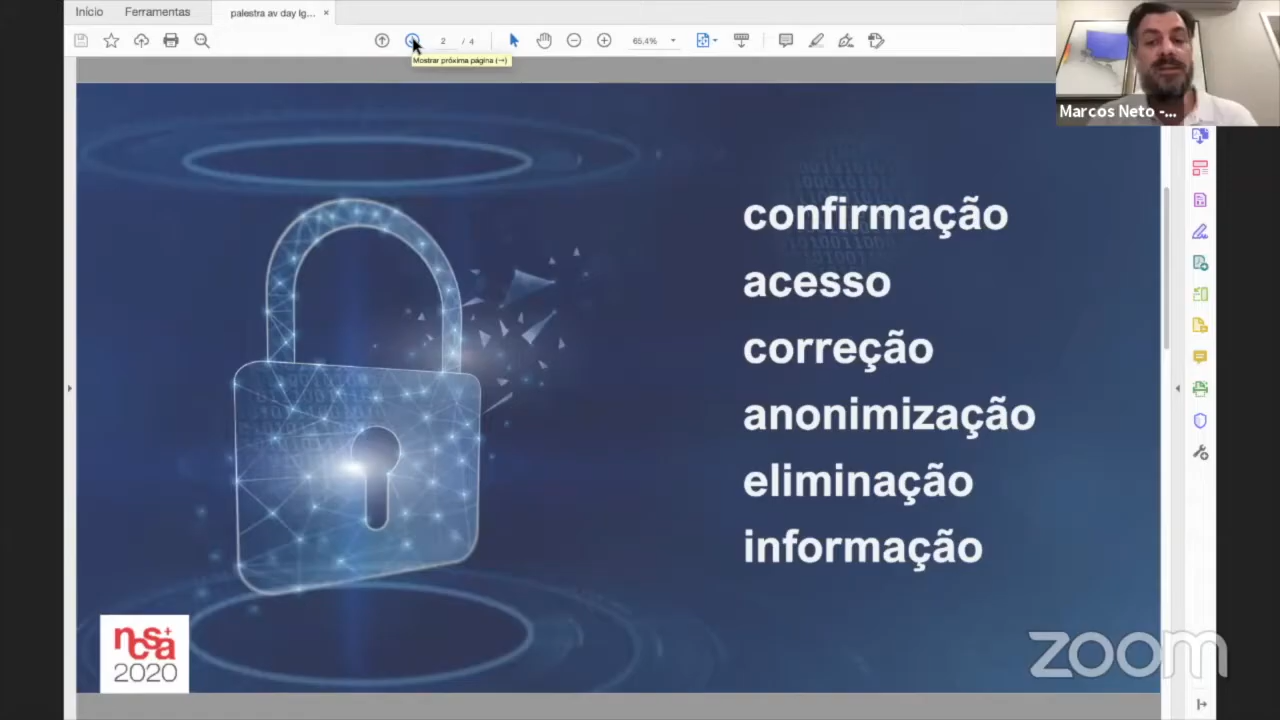 Início
Ferramentas
palestra av day lg...
×
2 / 4
65,4%
Mostrar próxima página (→)
Marcos Neto -...
confirmação
acesso
correção
anonimização
eliminação
informação
ncsa+
2020
zoom